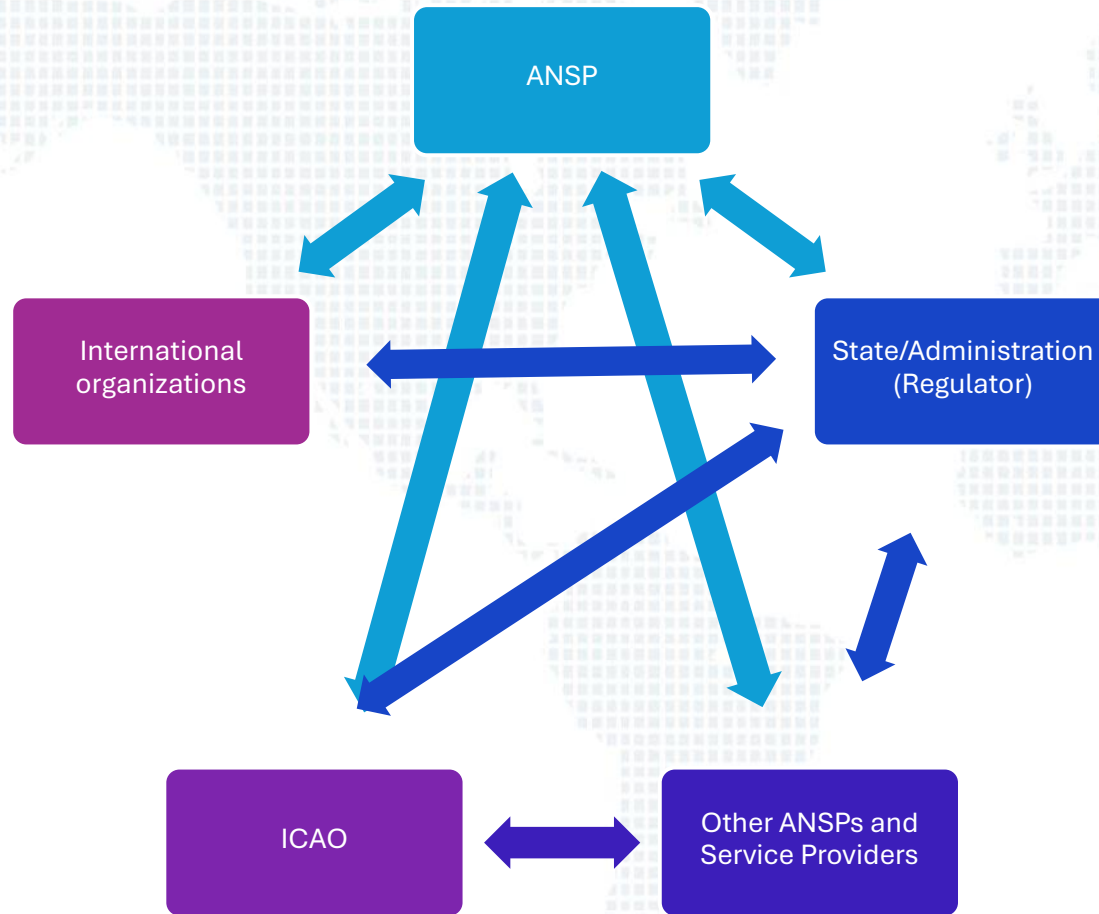 ANSP
International
organizations
State/Administration
(Regulator)
ICAO
Other ANSPs and
Service Providers